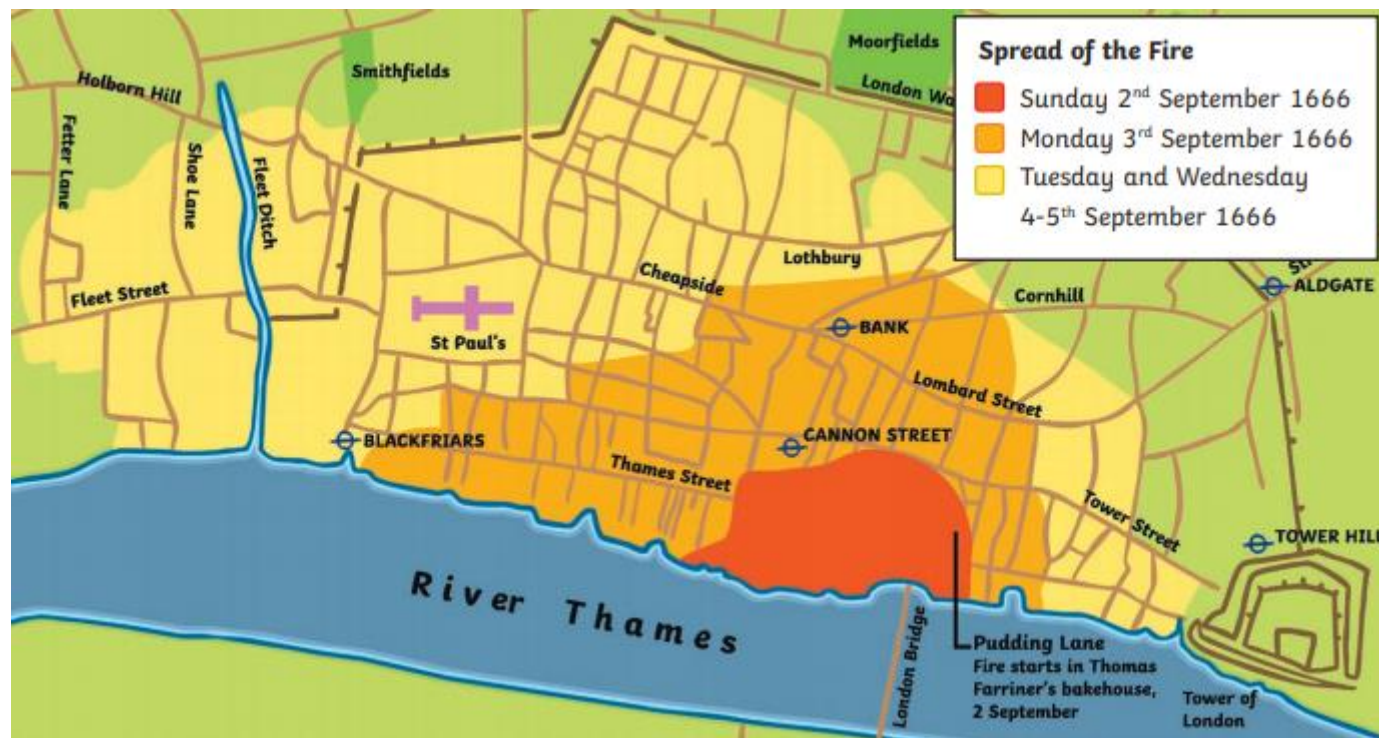 Moorfields
Smithfields
Holborn Hill
London Wa
Spread of the Fire
Sunday 2nd September 1666
Monday 3rd September 1666
Tuesday and Wednesday
4-5th September 1666
Fetter Lane
Shoe Lane
Fleet Ditch
Lothbury
Cheapside
Fleet Street
Cornhill
ALDGATE
BANK
St Paul's
Lombard Street
BLACKFRIARS
CANNON STREET
Thames Street
Tower Street
TOWER HILL
River Thames
London Bridge
Pudding Lane
Fire starts in Thomas
Farriner's bakehouse,
2 September
Tower of
London